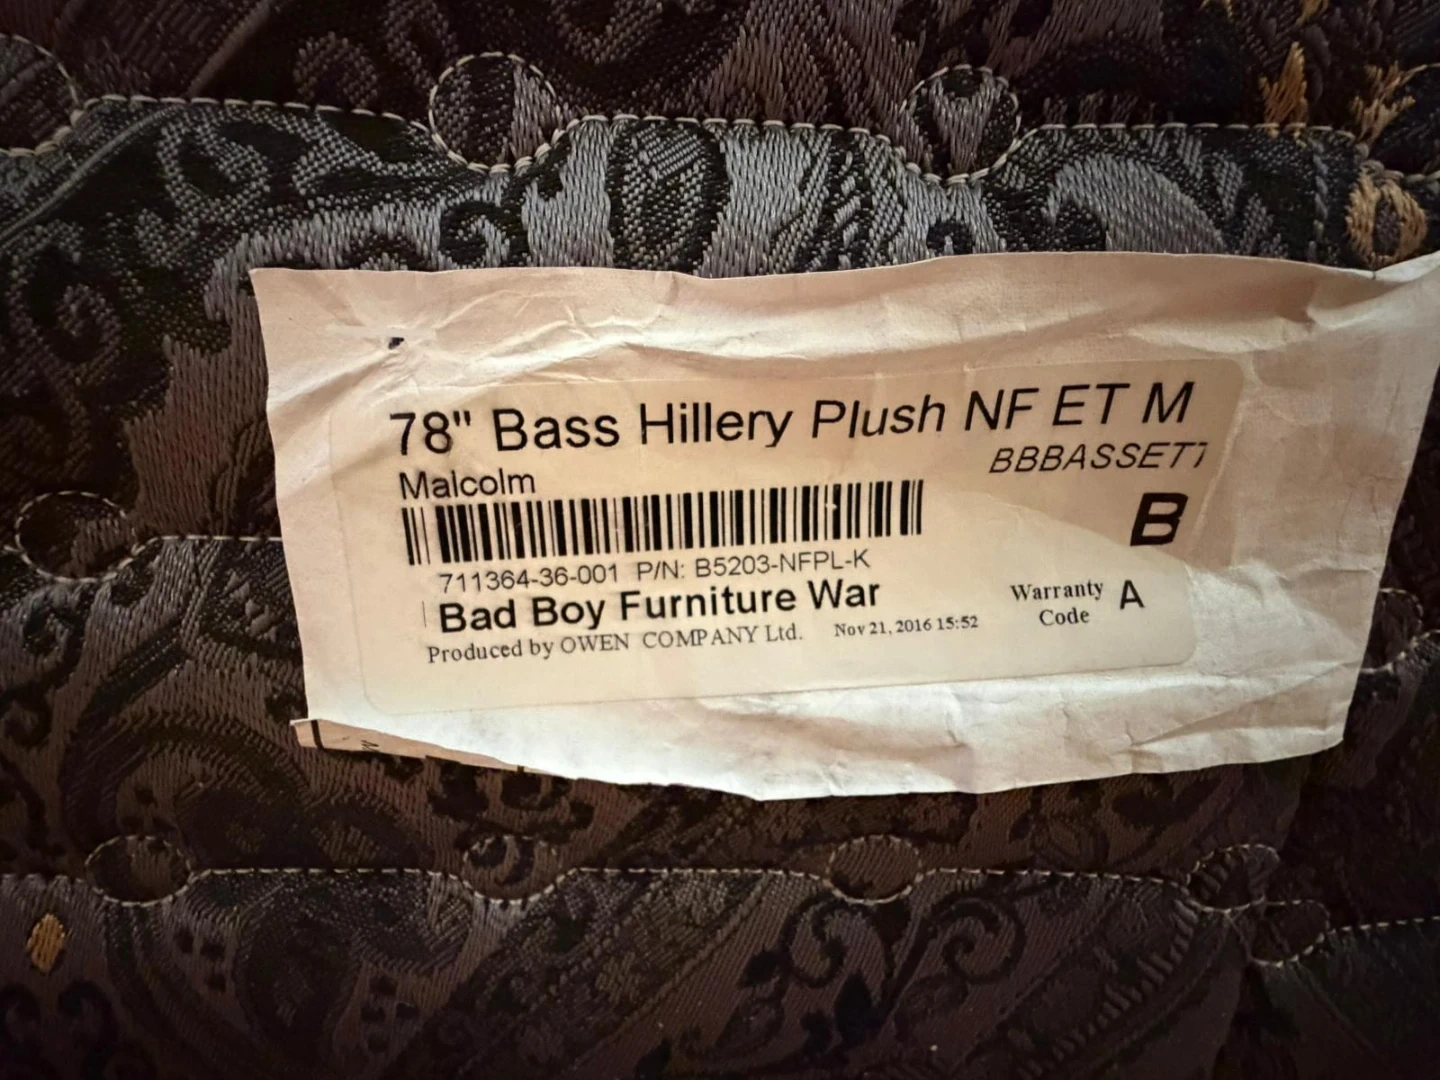 78" Bass Hillery Plush NF ET M
Malcolm
BBBASSETT
B
711364-36-001 P/N: B5203-NFPL-K
Bad Boy Furniture War
Warranty Code A
Produced by OWEN COMPANY Ltd. Nov 21, 2016 15:52